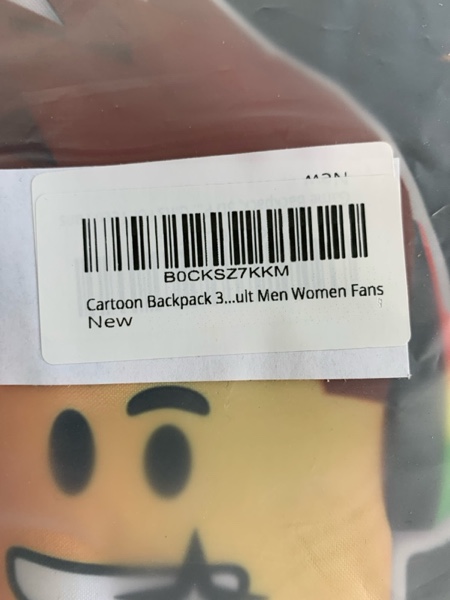 B0CKSZ7KKM
Cartoon Backpack 3...ult Men Women Fans
New